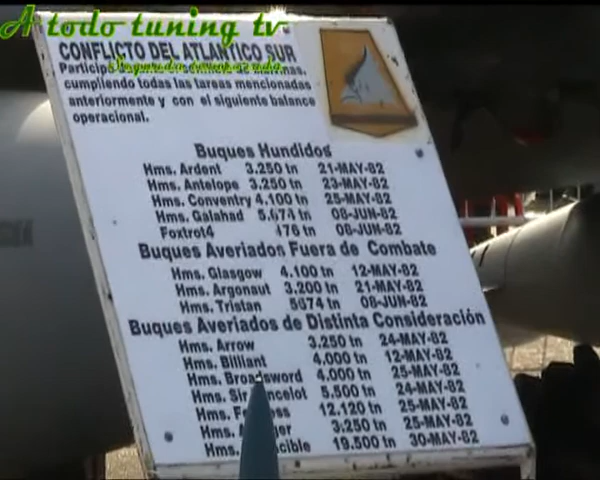 A todo tuning tv
CONFLICTO DEL ATLANTICO SUR
Segunda temporada
Participó
cumpliendo todas las tareas mencionadas
anteriormente y con el siguiente balance
operacional.
Buques Hundidos
Hms. Ardent 3.250 tn 21-MAY-82
Hms. Antelope 3.250 tn 23-MAY-82
Hms. Conventry 4.100 tn 25-MAY-82
Hms. Galahad 5.674 tn 08-JUN-82
Foxtrot4 176 tn 08-JUN-82
Buques Averiados Fuera de Combate
Hms. Glasgow 4.100 tn 12-MAY-82
Hms. Argonaut 3.200 tn 21-MAY-82
Hms. Tristan 5674 tn 08-JUN-82
Buques Averiados de Distinta Consideración
Hms. Arrow 3.250 tn 24-MAY-82
Hms. Billiant 4.000 tn 12-MAY-82
Hms. Broadsword 4.000 tn 25-MAY-82
Hms. Sir 5.500 tn 24-MAY-82
Hms. 12.120 tn 25-MAY-82
Hms. 3.250 tn 25-MAY-82
Hms. 19.500 tn 30-MAY-82